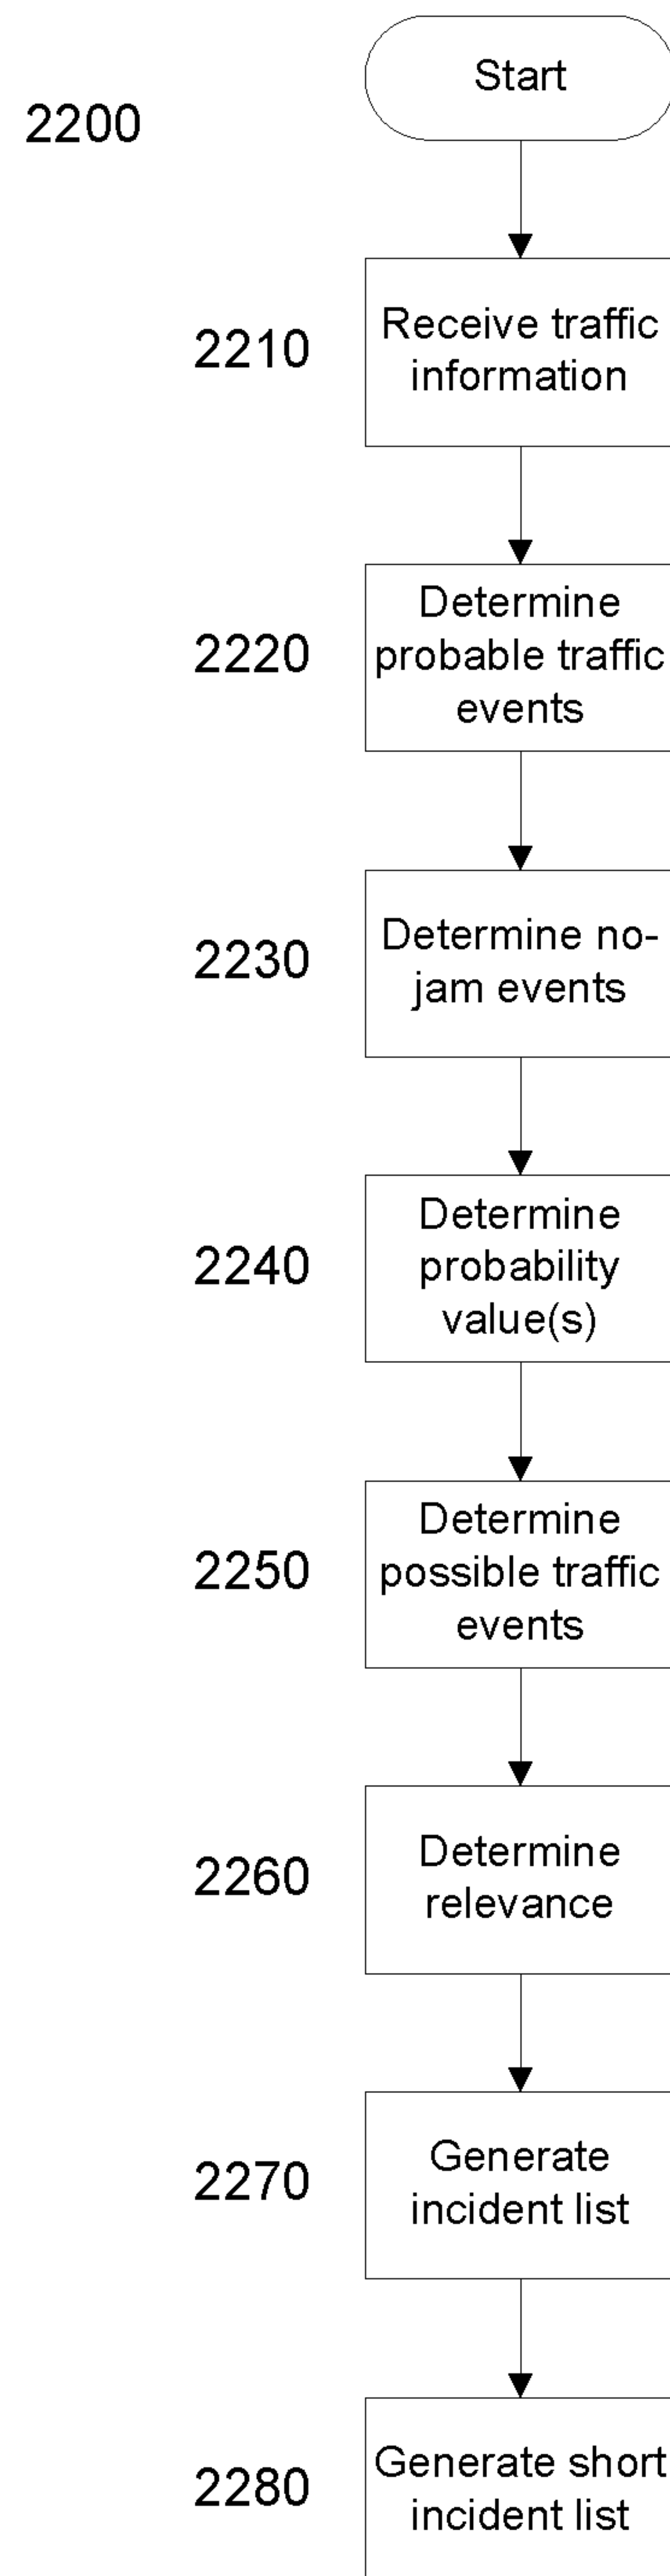 Start
2200
2210
Receive traffic
information
2220
Determine
probable traffic
events
2230
Determine no-
jam events
2240
Determine
probability
value(s)
2250
Determine
possible traffic
events
2260
Determine
relevance
2270
Generate
incident list
2280
Generate short
incident list